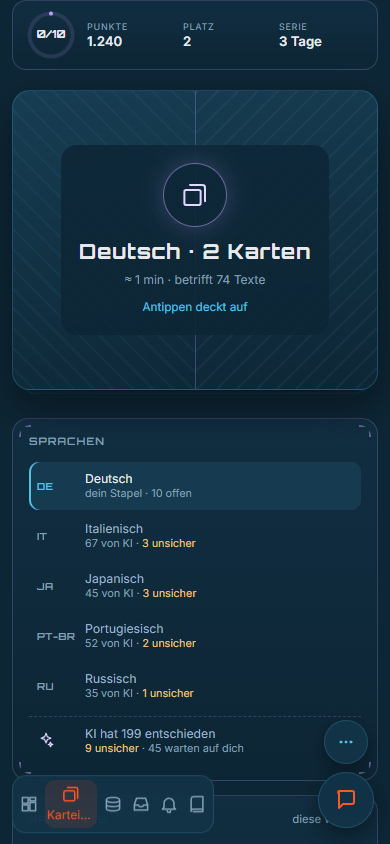 0/10
PUNKTE
1.240
PLATZ
2
SERIE
3 Tage
Deutsch · 2 Karten
≈ 1 min · betrifft 74 Texte
Antippen deckt auf
SPRACHEN
DE
Deutsch
dein Stapel · 10 offen
IT
Italienisch
67 von KI · 3 unsicher
JA
Japanisch
45 von KI · 3 unsicher
PT-BR
Portugiesisch
52 von KI · 2 unsicher
RU
Russisch
35 von KI · 1 unsicher
KI hat 199 entschieden
9 unsicher · 45 warten auf dich
Kartei...
diese